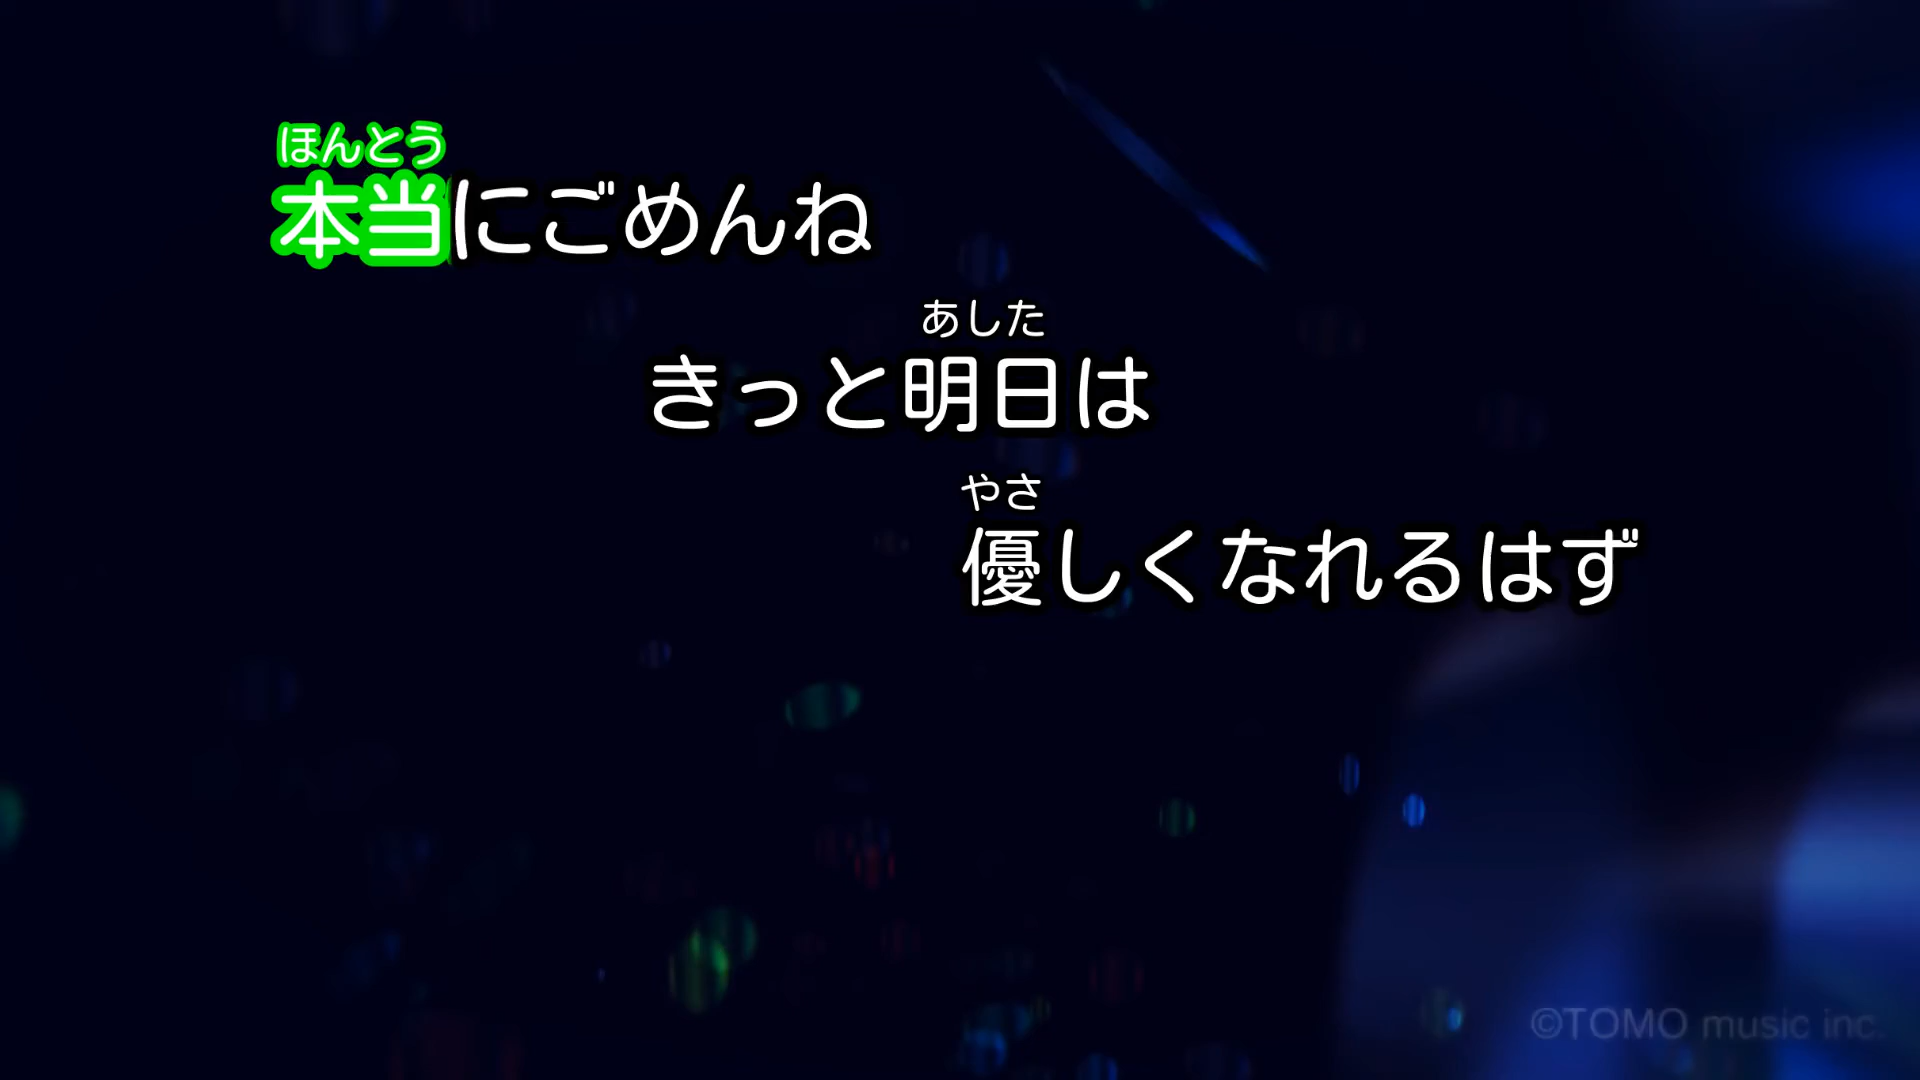 ほんとう
本当にごめんね
あした
きっと明日は
やさ
優しくなれるはず
©TOMO music inc.